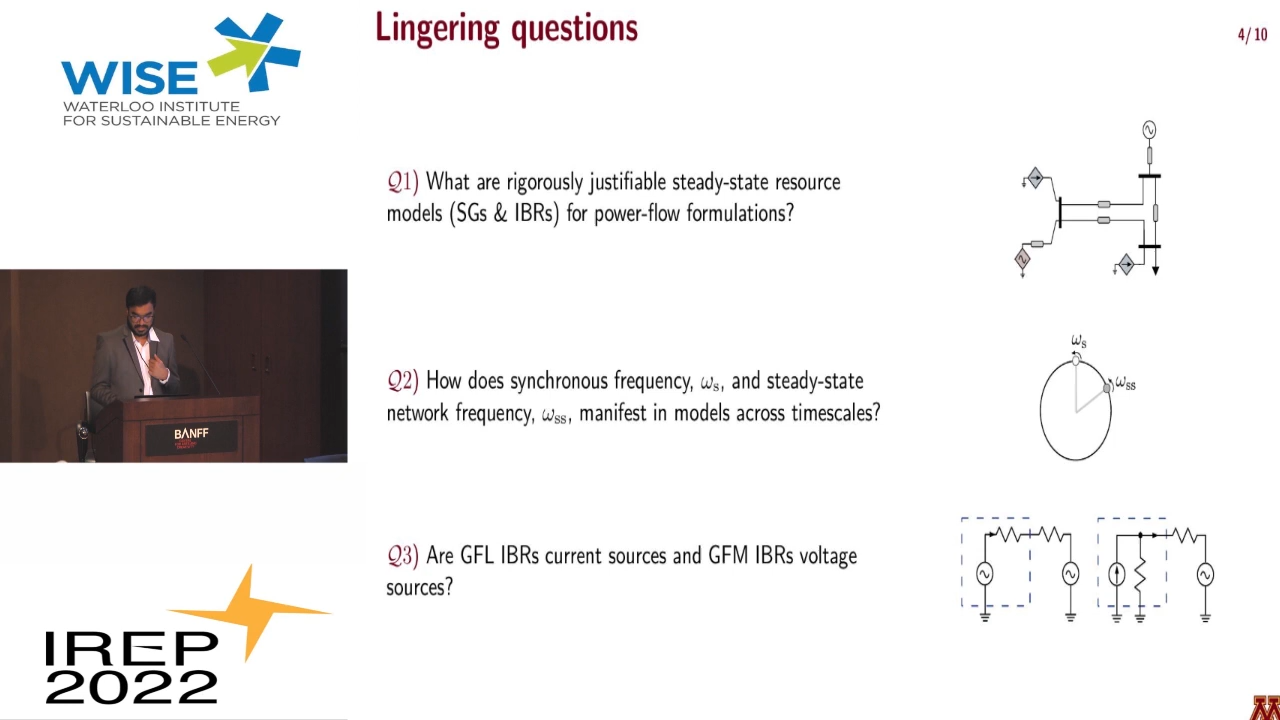 WISE
WATERLOO INSTITUTE
FOR SUSTAINABLE ENERGY
Lingering questions
4/10
Q1) What are rigorously justifiable steady-state resource
models (SGs & IBRs) for power-flow formulations?
Q2) How does synchronous frequency, ωs, and steady-state
network frequency, ωss, manifest in models across timescales?
ωs
ωss
Q3) Are GFL IBRs current sources and GFM IBRs voltage
sources?
BANFF
IREP
2022
M